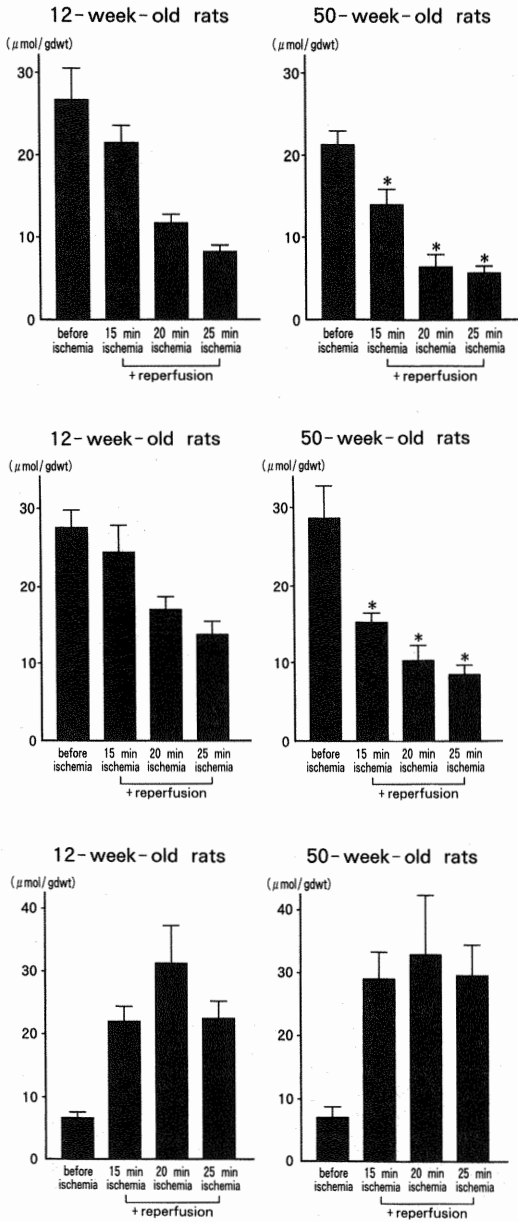 12-week-old rats
(μmol/gdwt)
30
20
10
0
before ischemia
15 min ischemia
20 min ischemia
25 min ischemia
+reperfusion
50-week-old rats
(μmol/gdwt)
30
20
10
0
*
*
*
before ischemia
15 min ischemia
20 min ischemia
25 min ischemia
+reperfusion
12-week-old rats
(μmol/gdwt)
30
20
10
0
before ischemia
15 min ischemia
20 min ischemia
25 min ischemia
+reperfusion
50-week-old rats
(μmol/gdwt)
30
20
10
0
*
*
*
before ischemia
15 min ischemia
20 min ischemia
25 min ischemia
+reperfusion
12-week-old rats
(μmol/gdwt)
40
30
20
10
0
before ischemia
15 min ischemia
20 min ischemia
25 min ischemia
+reperfusion
50-week-old rats
(μmol/gdwt)
40
30
20
10
0
before ischemia
15 min ischemia
20 min ischemia
25 min ischemia
+reperfusion